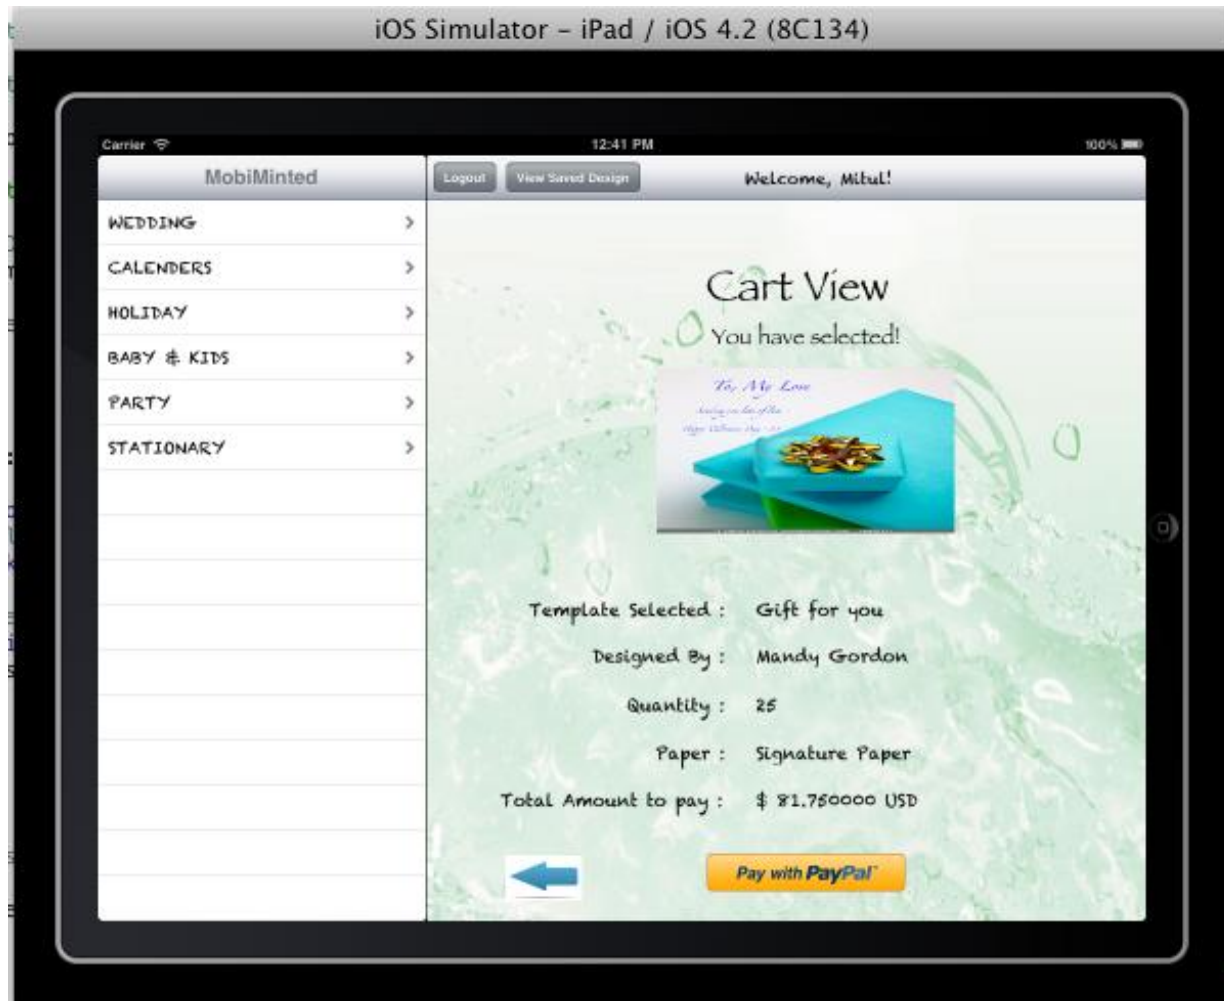 iOS Simulator – iPad / iOS 4.2 (8C134)
Carrier 12:41 PM 100%
MobiMinted
Logout View Saved Design Welcome, Mitul!
WEDDING
CALENDERS
HOLIDAY
BABY & KIDS
PARTY
STATIONARY
Cart View
You have selected!
To, My Love
Template Selected : Gift for you
Designed By : Mandy Gordon
Quantity : 25
Paper : Signature Paper
Total Amount to pay : $ 81.750000 USD
Pay with PayPal™